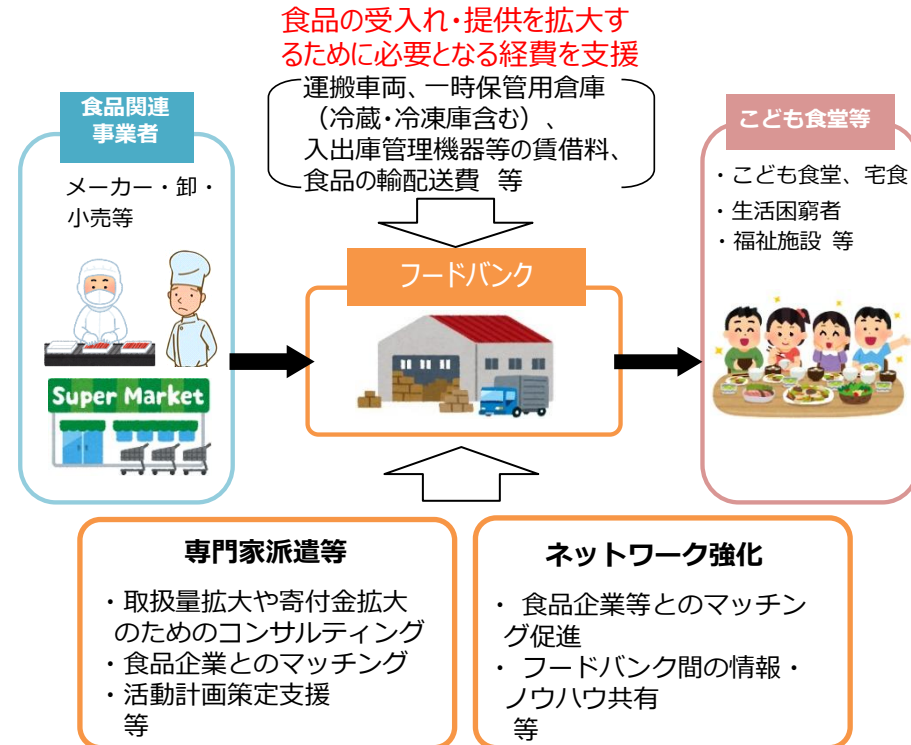 食品の受入れ・提供を拡大す
るために必要となる経費を支援
運搬車両、一時保管用倉庫
（冷蔵・冷凍庫含む）、
入出庫管理機器等の賃借料、
食品の輸配送費 等
食品関連
事業者
メーカー・卸・
小売等
Super Market
フードバンク
こども食堂等
・こども食堂、宅食
・生活困窮者
・福祉施設 等
専門家派遣等
・取扱量拡大や寄付金拡大
のためのコンサルティング
・食品企業とのマッチング
・活動計画策定支援
等
ネットワーク強化
・ 食品企業等とのマッチン
グ促進
・ フードバンク間の情報・
ノウハウ共有
等